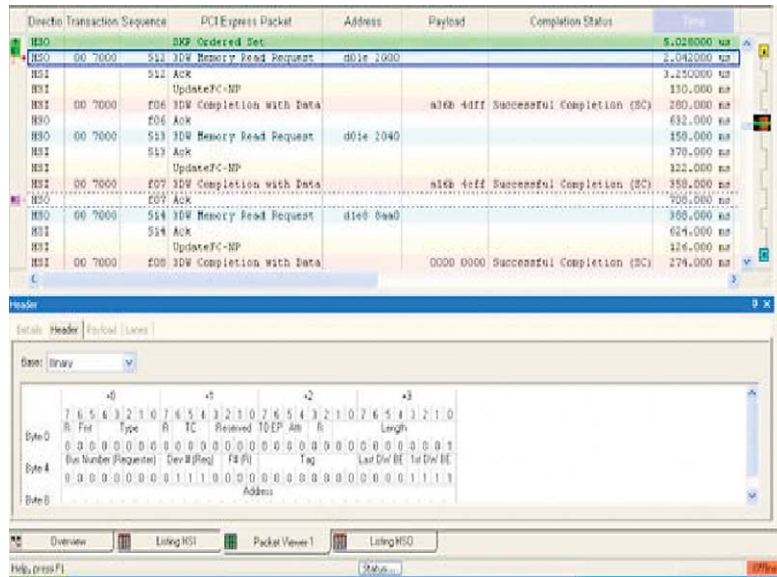 Directio Transaction Sequence PCI Express Packet Address Payload Completion Status Time
HSO SKP Ordered Set 5.028000 us
HSO 00 7000 512 3DW Memory Read Request d01e 2000 2.042000 us
HSI 512 Ack 3.250000 us
HSI UpdateFC-NP 130.000 ns
HSI 00 7000 f06 3DW Completion with Data a36b 4dff Successful Completion (SC) 280.000 ns
HSO f06 Ack 632.000 ns
HSO 00 7000 513 3DW Memory Read Request d01e 2040 158.000 ns
HSI 513 Ack 378.000 ns
HSI UpdateFC-NP 122.000 ns
HSI 00 7000 f07 3DW Completion with Data a16b 4cff Successful Completion (SC) 358.000 ns
HSO f07 Ack 708.000 ns
HSO 00 7000 514 3DW Memory Read Request d1e8 8aa0 388.000 ns
HSI 514 Ack 624.000 ns
HSI UpdateFC-NP 126.000 ns
HSI 00 7000 f08 3DW Completion with Data 0000 0000 Successful Completion (SC) 274.000 ns
Header
Details Header Payload Lanes
Base: Binary
+0 +1 +2 +3
7 6 5 4 3 2 1 0 7 6 5 4 3 2 1 0 7 6 5 4 3 2 1 0 7 6 5 4 3 2 1 0
R Fmt Type R TC Reserved TD EP Attr R Length
Byte 0 0 0 0 0 0 0 0 0 0 0 0 0 0 0 0 0 0 0 0 0 0 0 0 0 0 0 0 0 0 0 0 1
Bus Number (Requester) Dev # (Req) F# (R) Tag Last DW BE 1st DW BE
Byte 4 0 0 0 0 0 0 0 0 1 1 1 0 0 0 0 0 0 0 0 0 0 0 0 0 0 0 0 0 1 1 1 1
Address
Byte 8
Overview Listing HSI Packet Viewer 1 Listing HSO
Help, press F1 Status... Offline